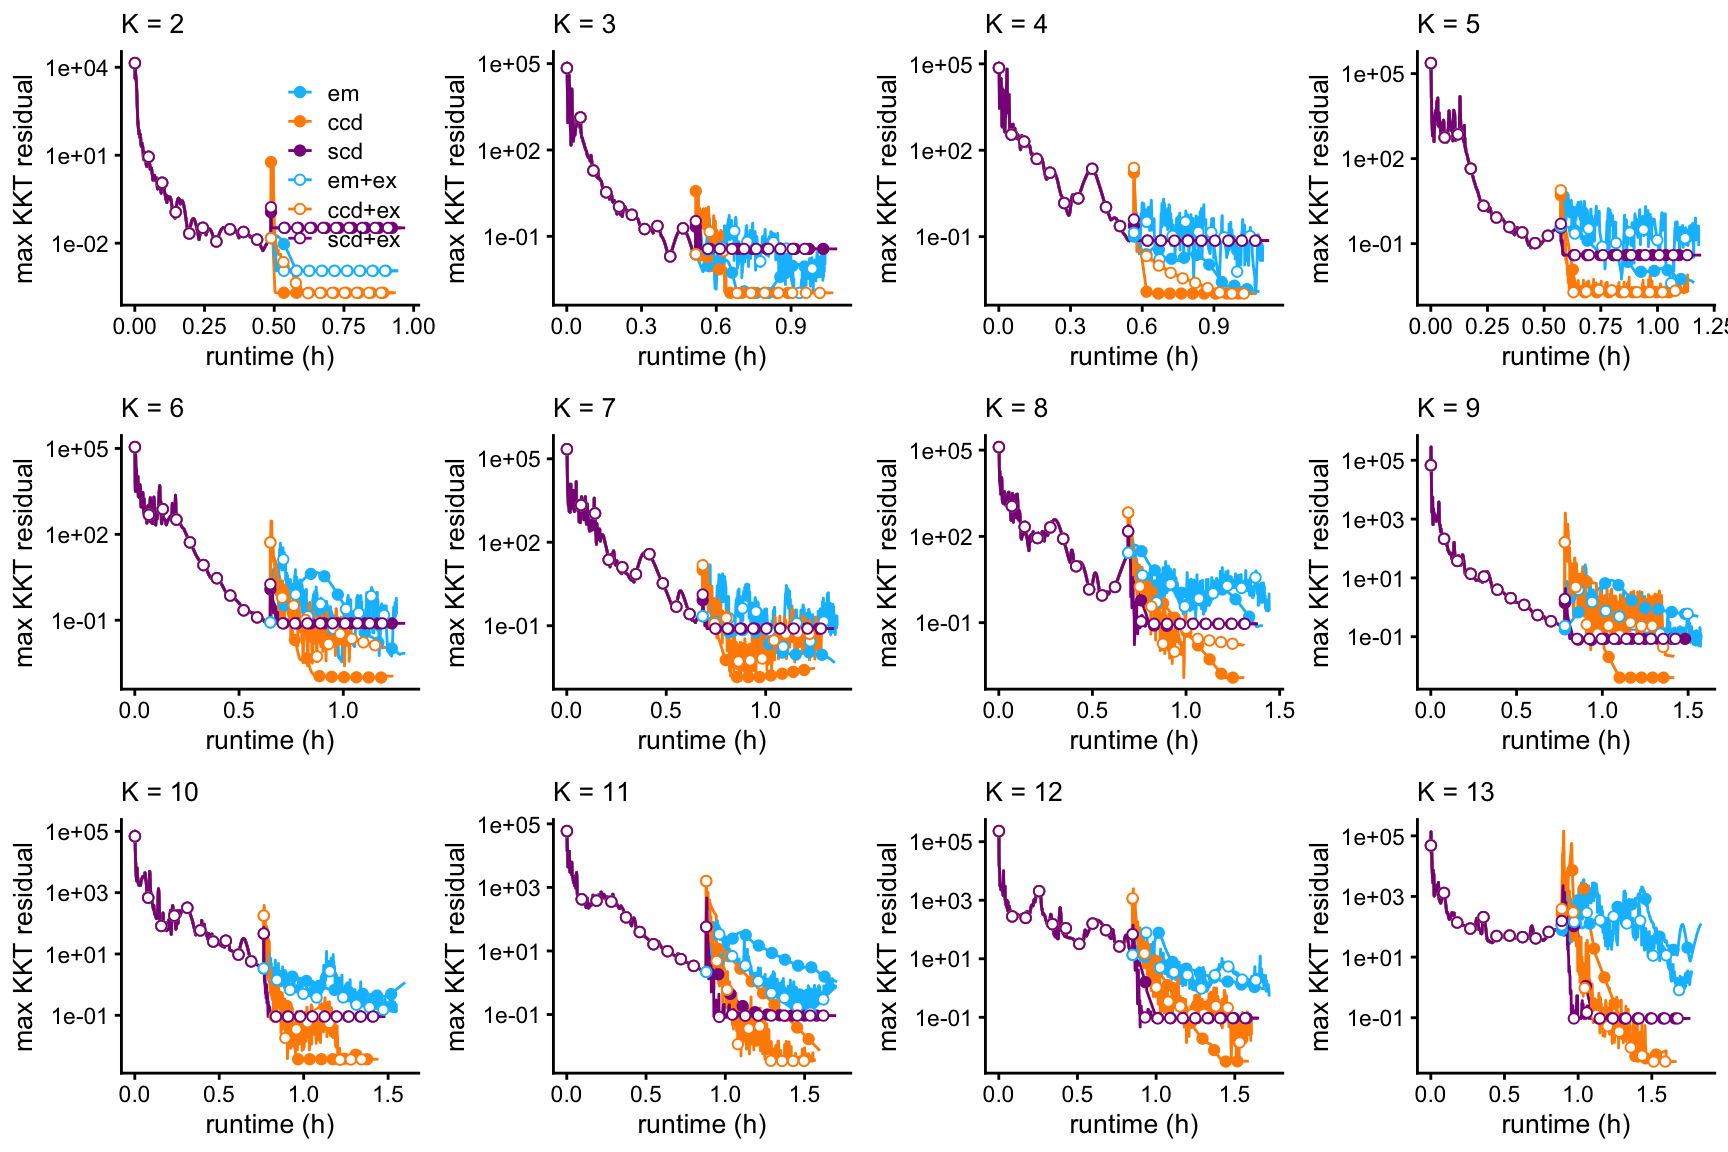 K = 2
max KKT residual
1e+04
1e+01
1e-02
em
ccd
scd
em+ex
ccd+ex
scd+ex
0.00 0.25 0.50 0.75 1.00
runtime (h)
K = 3
max KKT residual
1e+05
1e+02
1e-01
0.0 0.3 0.6 0.9
runtime (h)
K = 4
max KKT residual
1e+05
1e+02
1e-01
0.0 0.3 0.6 0.9
runtime (h)
K = 5
max KKT residual
1e+05
1e+02
1e-01
0.00 0.25 0.50 0.75 1.00 1.25
runtime (h)
K = 6
max KKT residual
1e+05
1e+02
1e-01
0.0 0.5 1.0
runtime (h)
K = 7
max KKT residual
1e+05
1e+02
1e-01
0.0 0.5 1.0
runtime (h)
K = 8
max KKT residual
1e+05
1e+02
1e-01
0.0 0.5 1.0 1.5
runtime (h)
K = 9
max KKT residual
1e+05
1e+03
1e+01
1e-01
0.0 0.5 1.0 1.5
runtime (h)
K = 10
max KKT residual
1e+05
1e+03
1e+01
1e-01
0.0 0.5 1.0 1.5
runtime (h)
K = 11
max KKT residual
1e+05
1e+03
1e+01
1e-01
0.0 0.5 1.0 1.5
runtime (h)
K = 12
max KKT residual
1e+05
1e+03
1e+01
1e-01
0.0 0.5 1.0 1.5
runtime (h)
K = 13
max KKT residual
1e+05
1e+03
1e+01
1e-01
0.0 0.5 1.0 1.5
runtime (h)